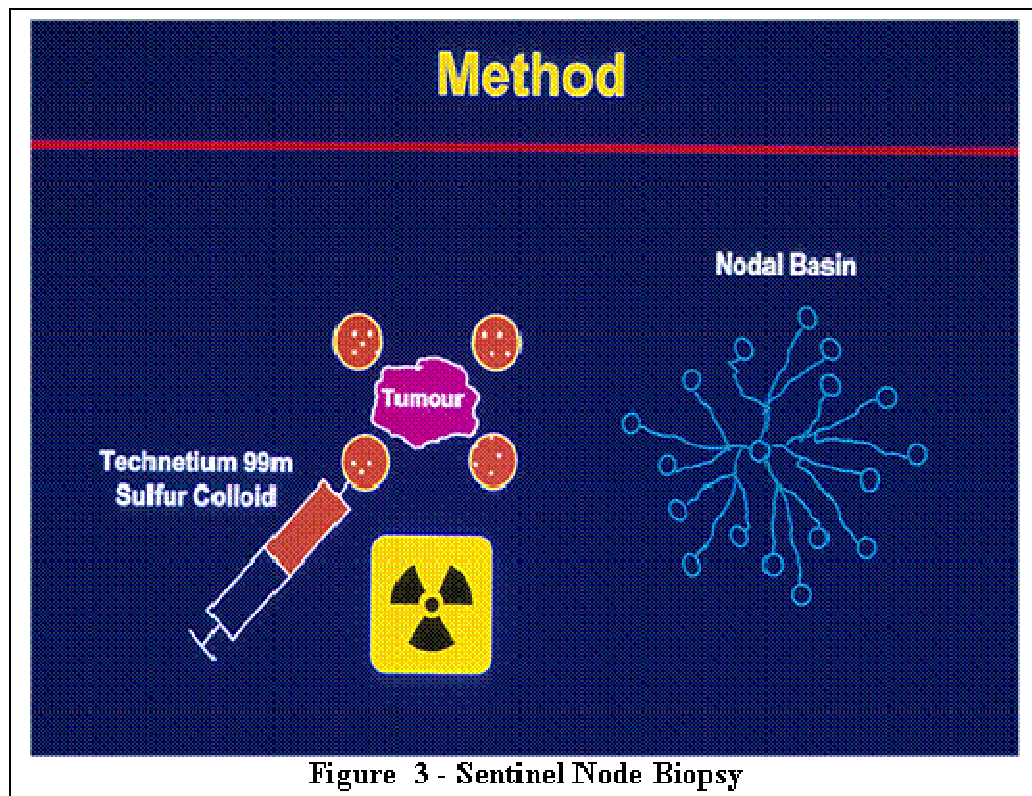 Method
Nodal Basin
Tumour
Technetium 99m
Sulfur Colloid
Figure 3 - Sentinel Node Biopsy